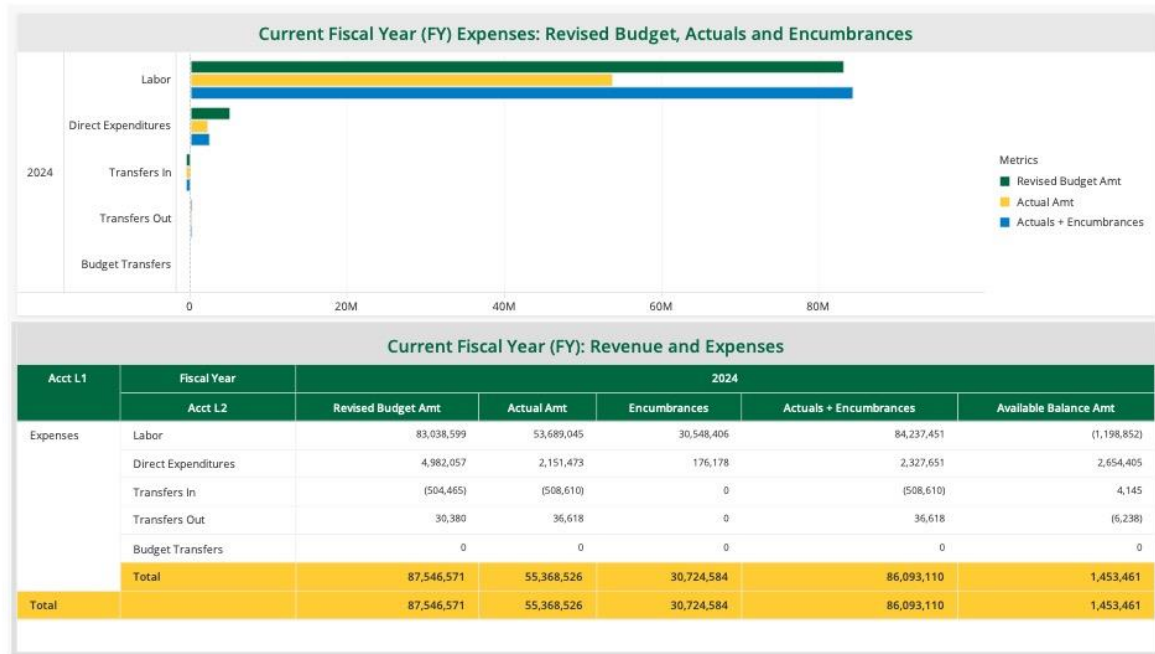 Current Fiscal Year (FY) Expenses: Revised Budget, Actuals and Encumbrances
Labor
Direct Expenditures
2024
Transfers In
Transfers Out
Budget Transfers
0
20M
40M
60M
80M
Metrics
Revised Budget Amt
Actual Amt
Actuals + Encumbrances
Current Fiscal Year (FY): Revenue and Expenses
Acct L1 Fiscal Year 2024
Acct L2 Revised Budget Amt Actual Amt Encumbrances Actuals + Encumbrances Available Balance Amt
Expenses Labor 83,038,599 53,689,045 30,548,406 84,237,451 (1,198,852)
Direct Expenditures 4,982,057 2,151,473 176,178 2,327,651 2,654,405
Transfers In (504,465) (508,610) 0 (508,610) 4,145
Transfers Out 30,380 36,618 0 36,618 (6,238)
Budget Transfers 0 0 0 0 0
Total 87,546,571 55,368,526 30,724,584 86,093,110 1,453,461
Total 87,546,571 55,368,526 30,724,584 86,093,110 1,453,461